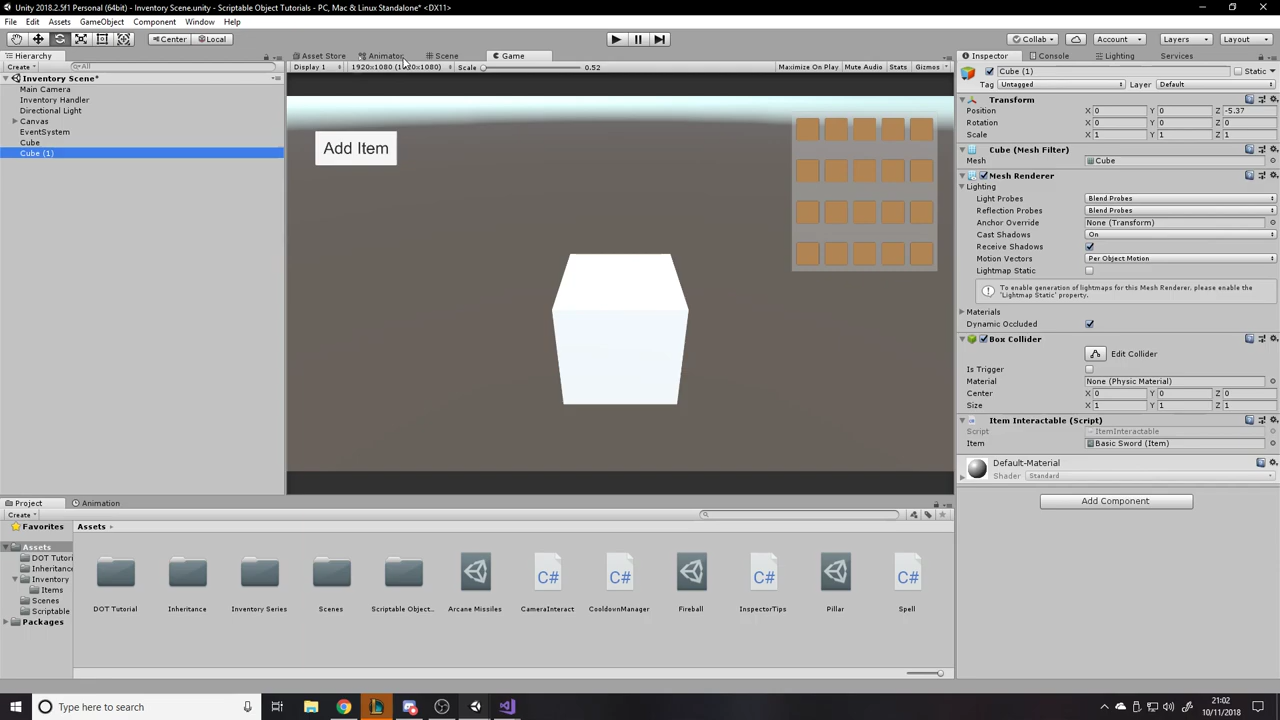 Unity 2018.2.5f1 Personal (64bit) - Inventory Scene.unity - Scriptable Object Tutorials - PC, Mac & Linux Standalone* <DX11>
File Edit Assets GameObject Component Window Help
Center Local Collab Account Layers Layout
Hierarchy Asset Store Animator Scene Game Inspector Console Lighting Services
Create All Display 1 1920x1080 (1920x1080) Scale 0.52 Maximize On Play Mute Audio Stats Gizmos
Cube (1) Static
Tag Untagged Layer Default
Inventory Scene*
Main Camera
Inventory Handler
Directional Light
Canvas
EventSystem
Cube
Cube (1)
Add Item
Transform
Position X 0 Y 0 Z -5.37
Rotation X 0 Y 0 Z 0
Scale X 1 Y 1 Z 1
Cube (Mesh Filter)
Mesh Cube
Mesh Renderer
Lighting
Light Probes Blend Probes
Reflection Probes Blend Probes
Anchor Override None (Transform)
Cast Shadows On
Receive Shadows
Motion Vectors Per Object Motion
Lightmap Static
To enable generation of lightmaps for this Mesh Renderer, please enable the
'Lightmap Static' property.
Materials
Dynamic Occluded
Box Collider
Edit Collider
Is Trigger
Material None (Physic Material)
Center X 0 Y 0 Z 0
Size X 1 Y 1 Z 1
Item Interactable (Script)
Script ItemInteractable
Item Basic Sword (Item)
Default-Material
Shader Standard
Add Component
Project Animation
Create
Favorites
Assets
DOT Tutori
Inheritance
Inventory
Items
Scenes
Scriptable
Packages
Assets
C# C# C# C#
DOT Tutorial Inheritance Inventory Series Scenes Scriptable Object... Arcane Missiles CameraInteract CooldovnManager Fireball InspectorTips Pillar Spell
Type here to search
21:02
10/11/2018